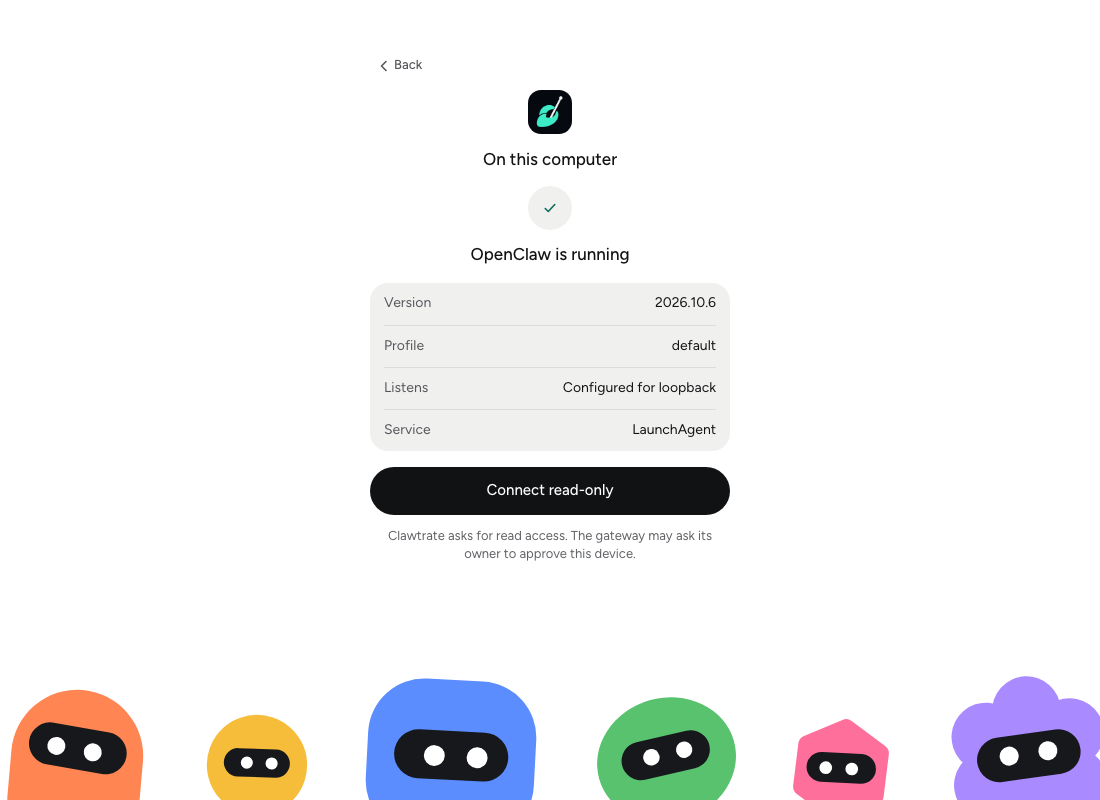 Back
On this computer
OpenClaw is running
Version 2026.10.6
Profile default
Listens Configured for loopback
Service LaunchAgent
Connect read-only
Clawtrate asks for read access. The gateway may ask its
owner to approve this device.